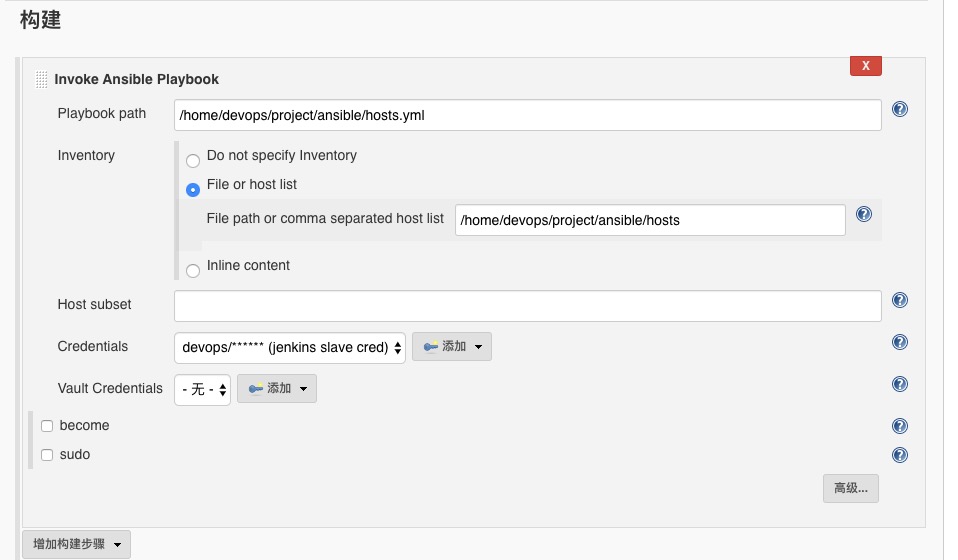 构建
X
Invoke Ansible Playbook
Playbook path /home/devops/project/ansible/hosts.yml
Inventory Do not specify Inventory
File or host list
File path or comma separated host list /home/devops/project/ansible/hosts
Inline content
Host subset
Credentials devops/****** (jenkins slave cred) 添加
Vault Credentials - 无 - 添加
become
sudo
高级...
增加构建步骤